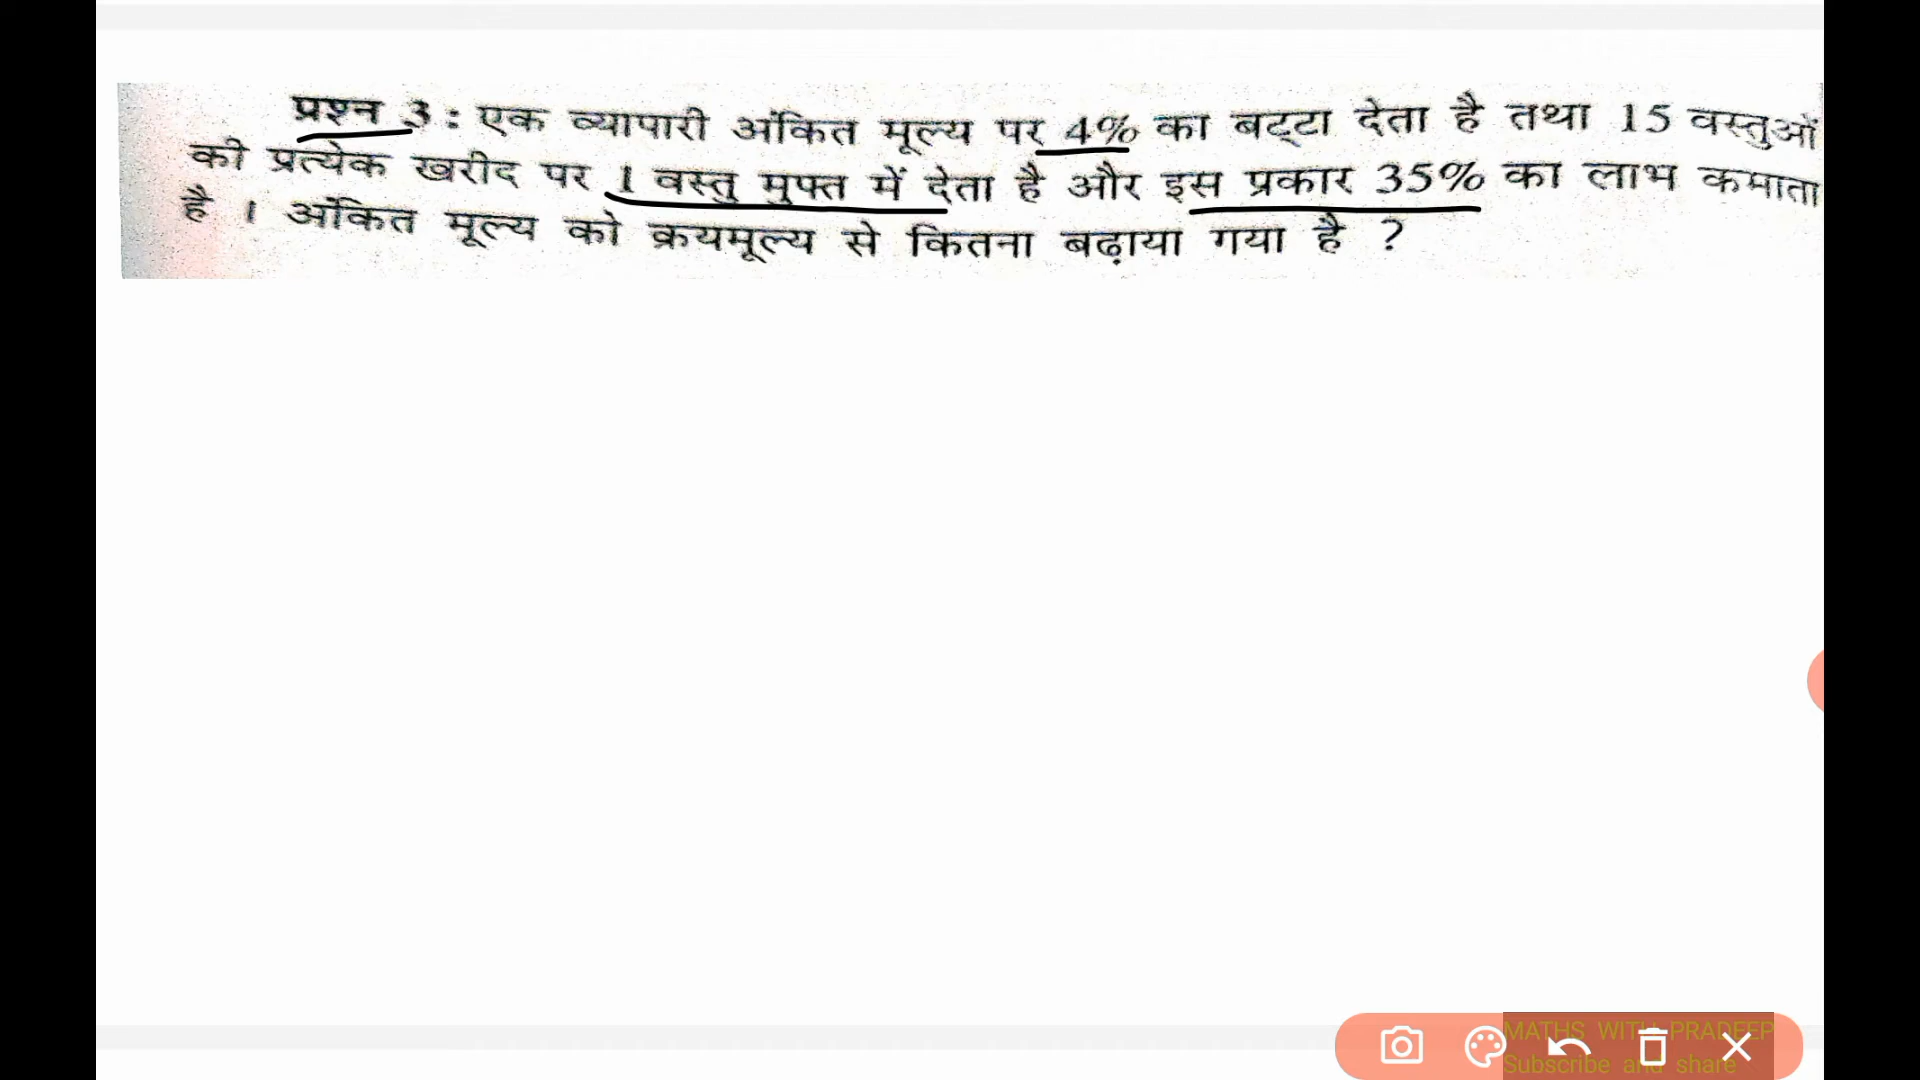 प्रश्न 3 : एक व्यापारी अंकित मूल्य पर 4% का बट्टा देता है तथा 15 वस्तुओं
की प्रत्येक खरीद पर 1 वस्तु मुफ्त में देता है और इस प्रकार 35% का लाभ कमाता
है । अंकित मूल्य को क्रयमूल्य से कितना बढ़ाया गया है ?
MATHS WITH PRADEEP
Subscribe and share